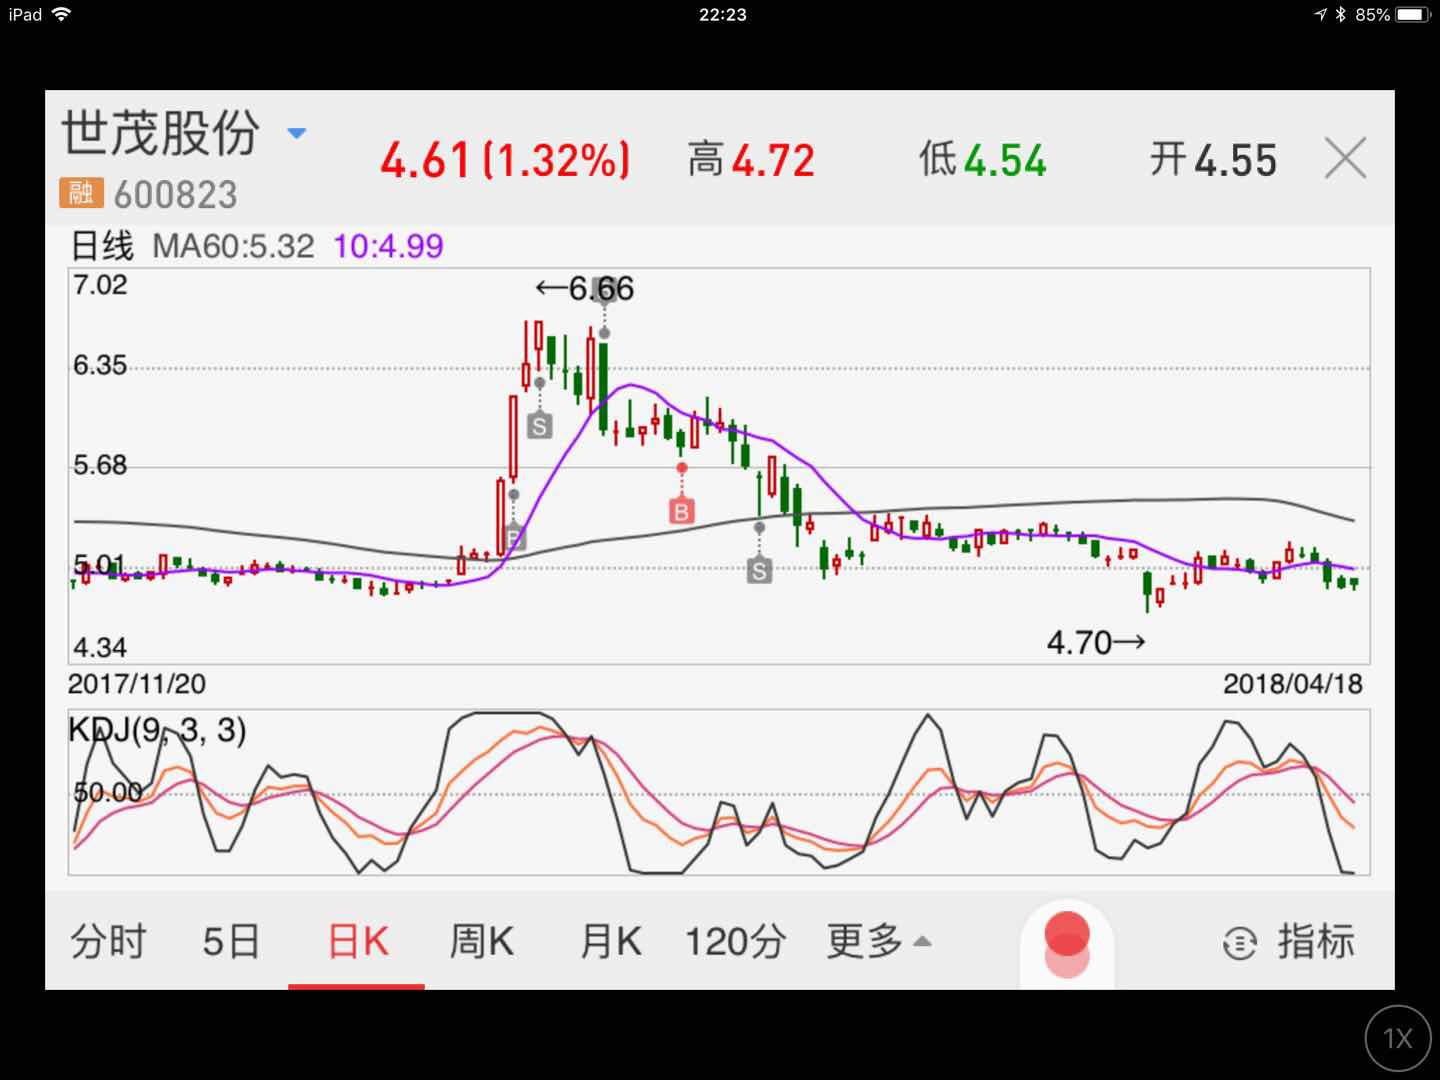 iPad 22:23 85%
世茂股份 4.61(1.32%) 高4.72 低4.54 开4.55
融 600823
日线 MA60:5.32 10:4.99
7.02
←6.66
6.35
S
5.68
B
B
5.01
S
4.70→
4.34
2017/11/20 2018/04/18
KDJ(9, 3, 3)
50.00
分时 5日 日K 周K 月K 120分 更多 指标
1X